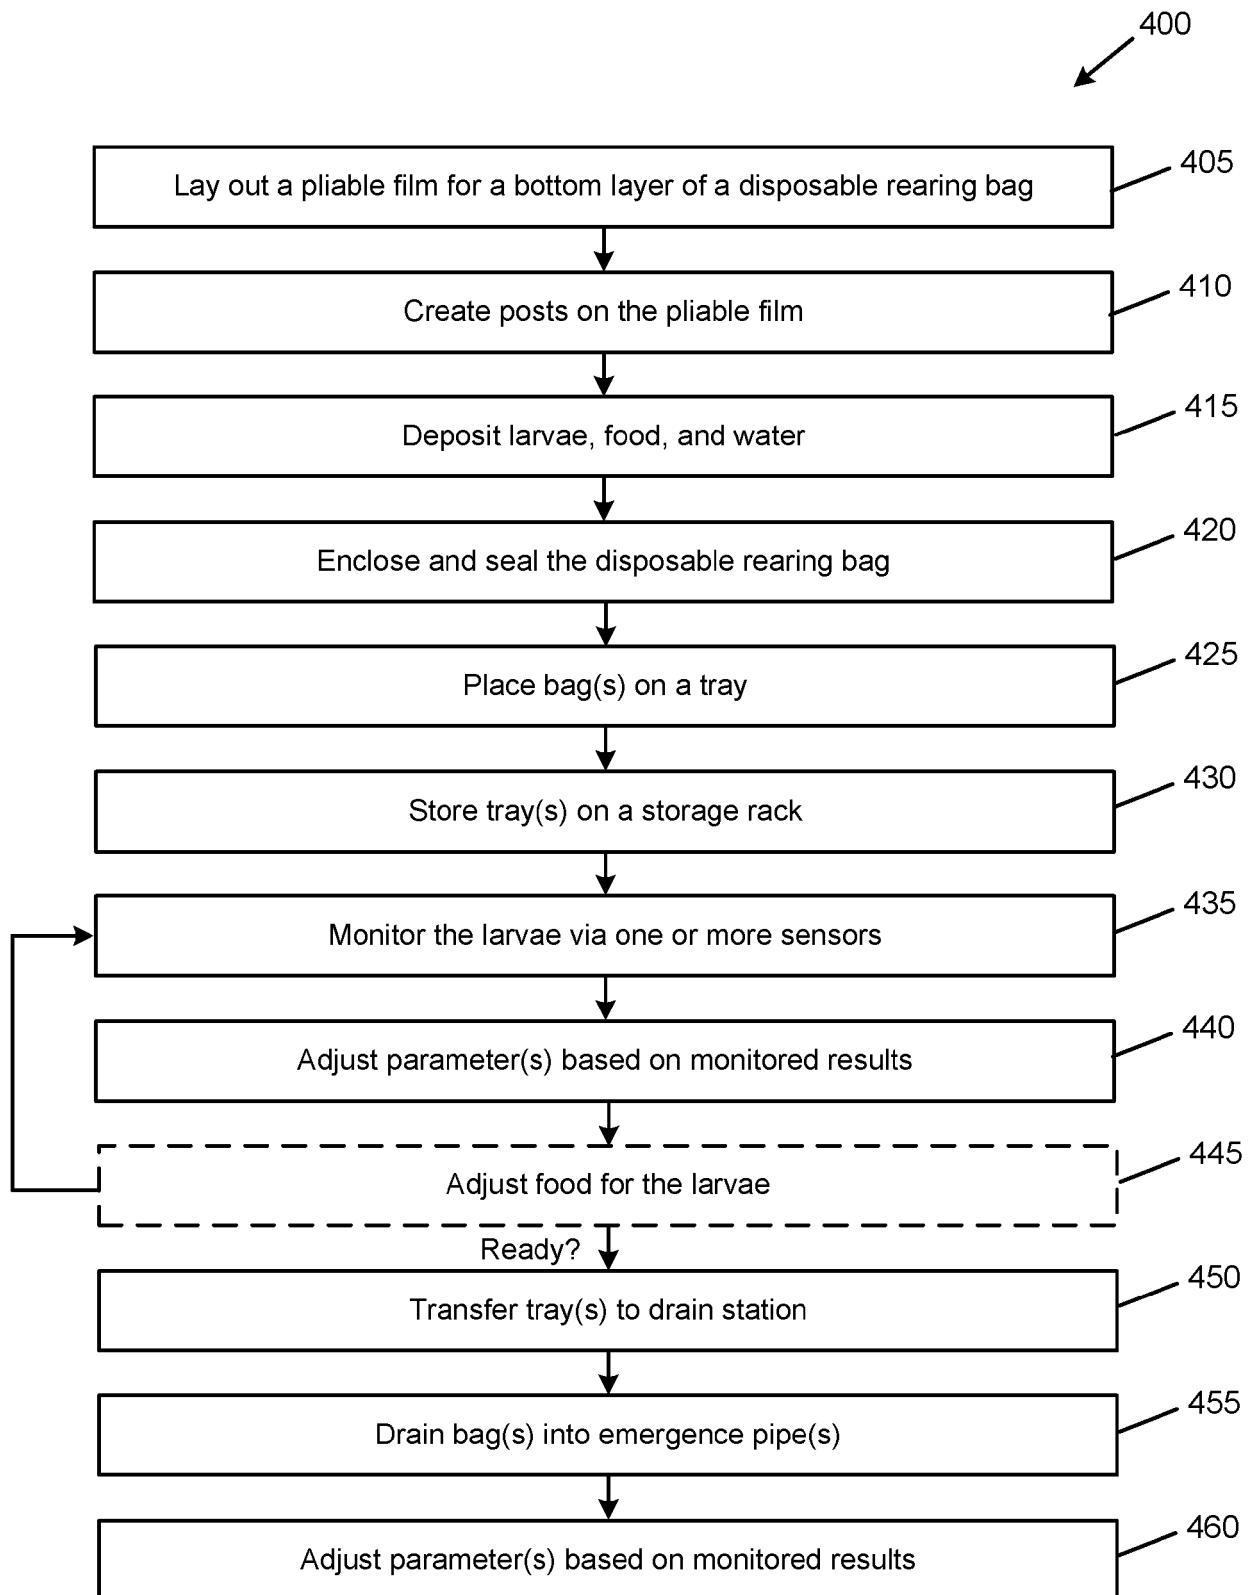 400
Lay out a pliable film for a bottom layer of a disposable rearing bag
405
Create posts on the pliable film
410
Deposit larvae, food, and water
415
Enclose and seal the disposable rearing bag
420
Place bag(s) on a tray
425
Store tray(s) on a storage rack
430
Monitor the larvae via one or more sensors
435
Adjust parameter(s) based on monitored results
440
Adjust food for the larvae
445
Ready?
Transfer tray(s) to drain station
450
Drain bag(s) into emergence pipe(s)
455
Adjust parameter(s) based on monitored results
460